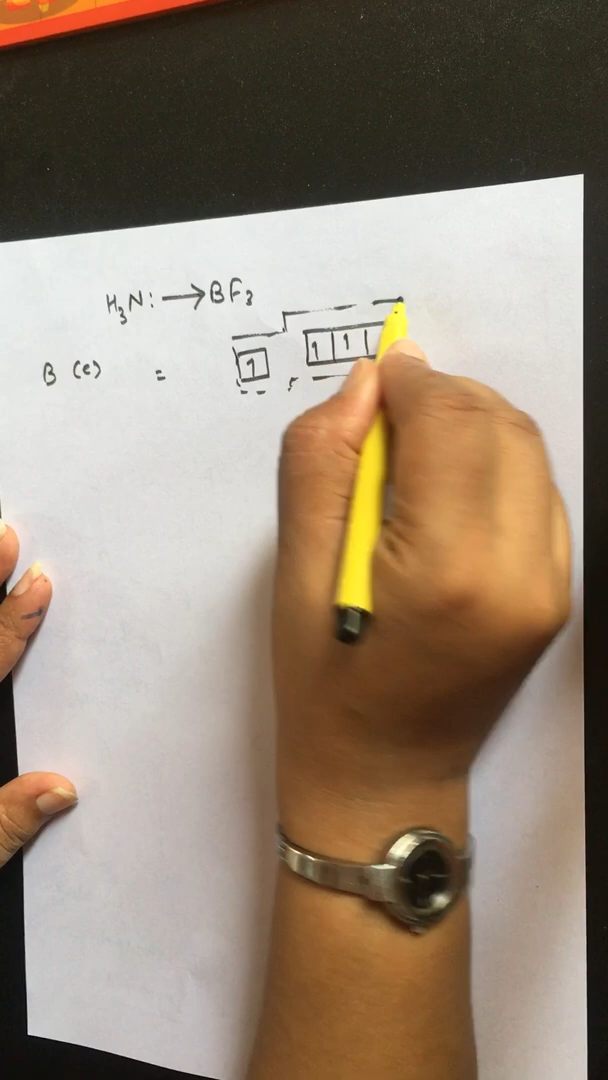 H₃N: → BF₃
B (e) = 1 1 1